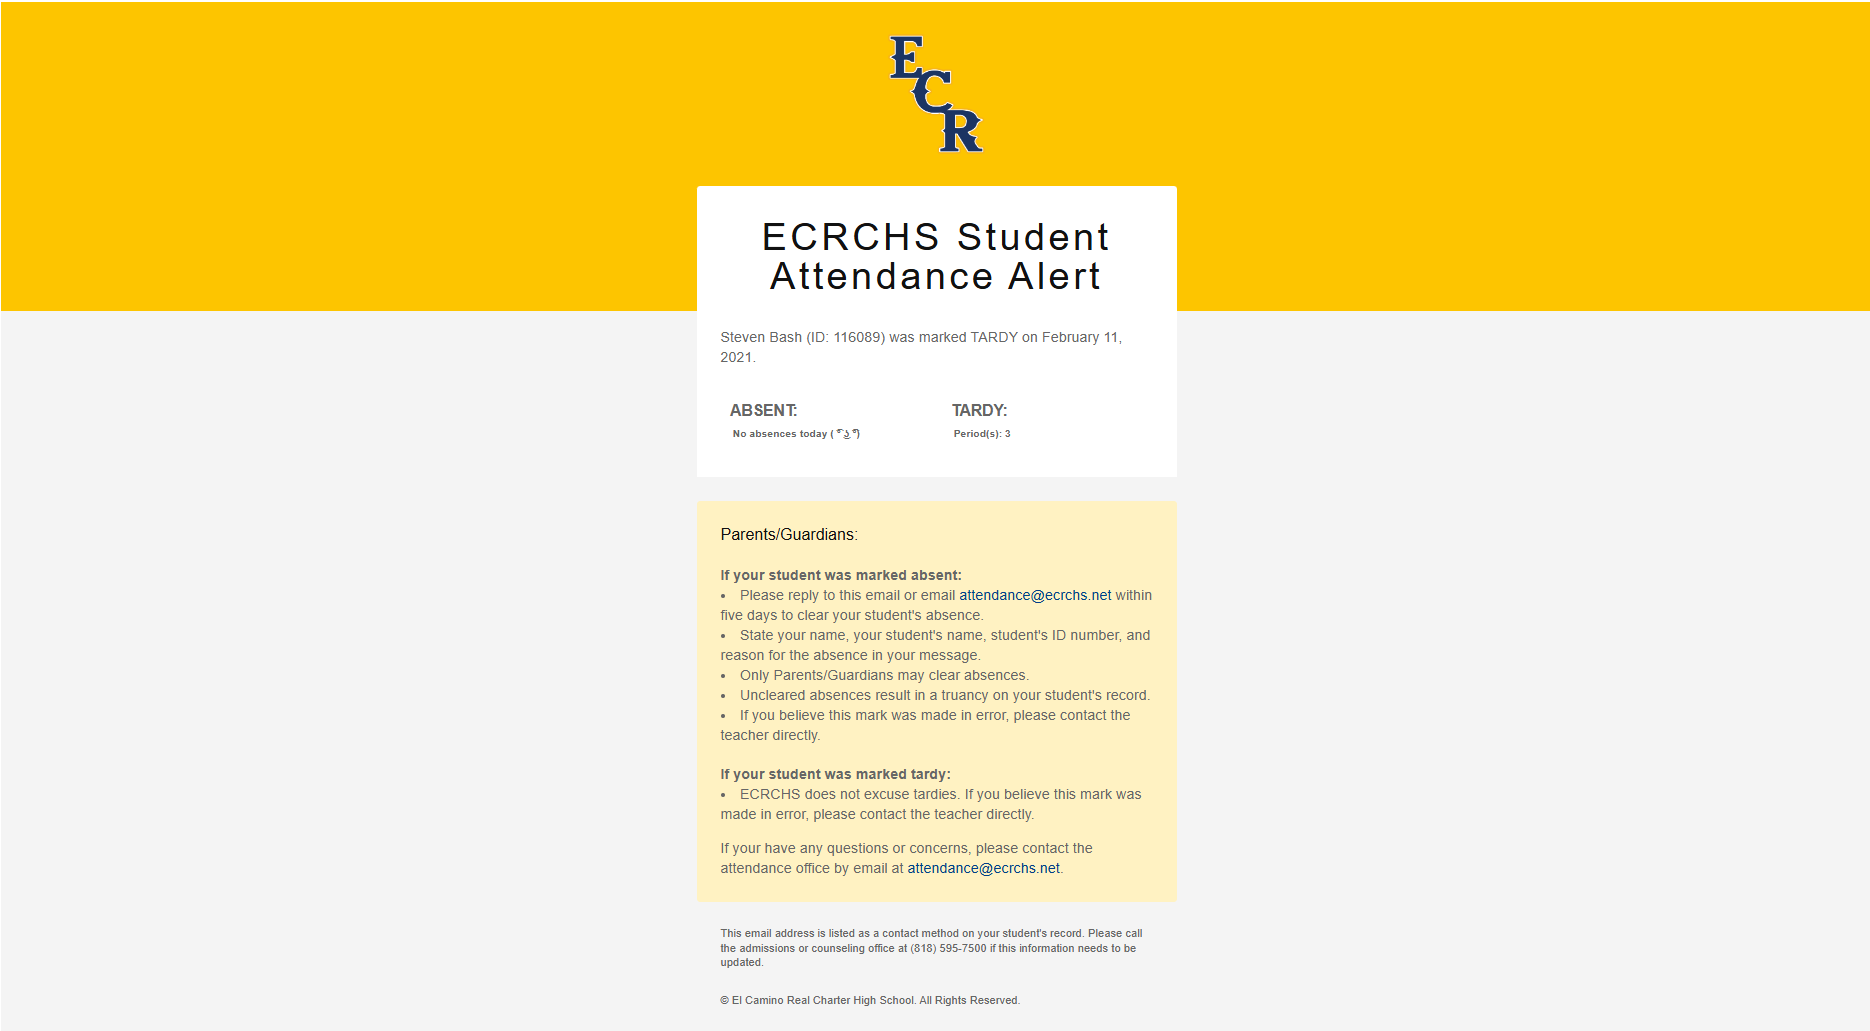 E
C
R
ECRCHS Student
Attendance Alert
Steven Bash (ID: 116089) was marked TARDY on February 11,
2021.
ABSENT:
TARDY:
No absences today ( ͡° ͜ʖ ͡°)
Period(s): 3
Parents/Guardians:
If your student was marked absent:
• Please reply to this email or email attendance@ecrchs.net within
five days to clear your student's absence.
• State your name, your student's name, student's ID number, and
reason for the absence in your message.
• Only Parents/Guardians may clear absences.
• Uncleared absences result in a truancy on your student's record.
• If you believe this mark was made in error, please contact the
teacher directly.
If your student was marked tardy:
• ECRCHS does not excuse tardies. If you believe this mark was
made in error, please contact the teacher directly.
If your have any questions or concerns, please contact the
attendance office by email at attendance@ecrchs.net.
This email address is listed as a contact method on your student's record. Please call
the admissions or counseling office at (818) 595-7500 if this information needs to be
updated.
© El Camino Real Charter High School. All Rights Reserved.